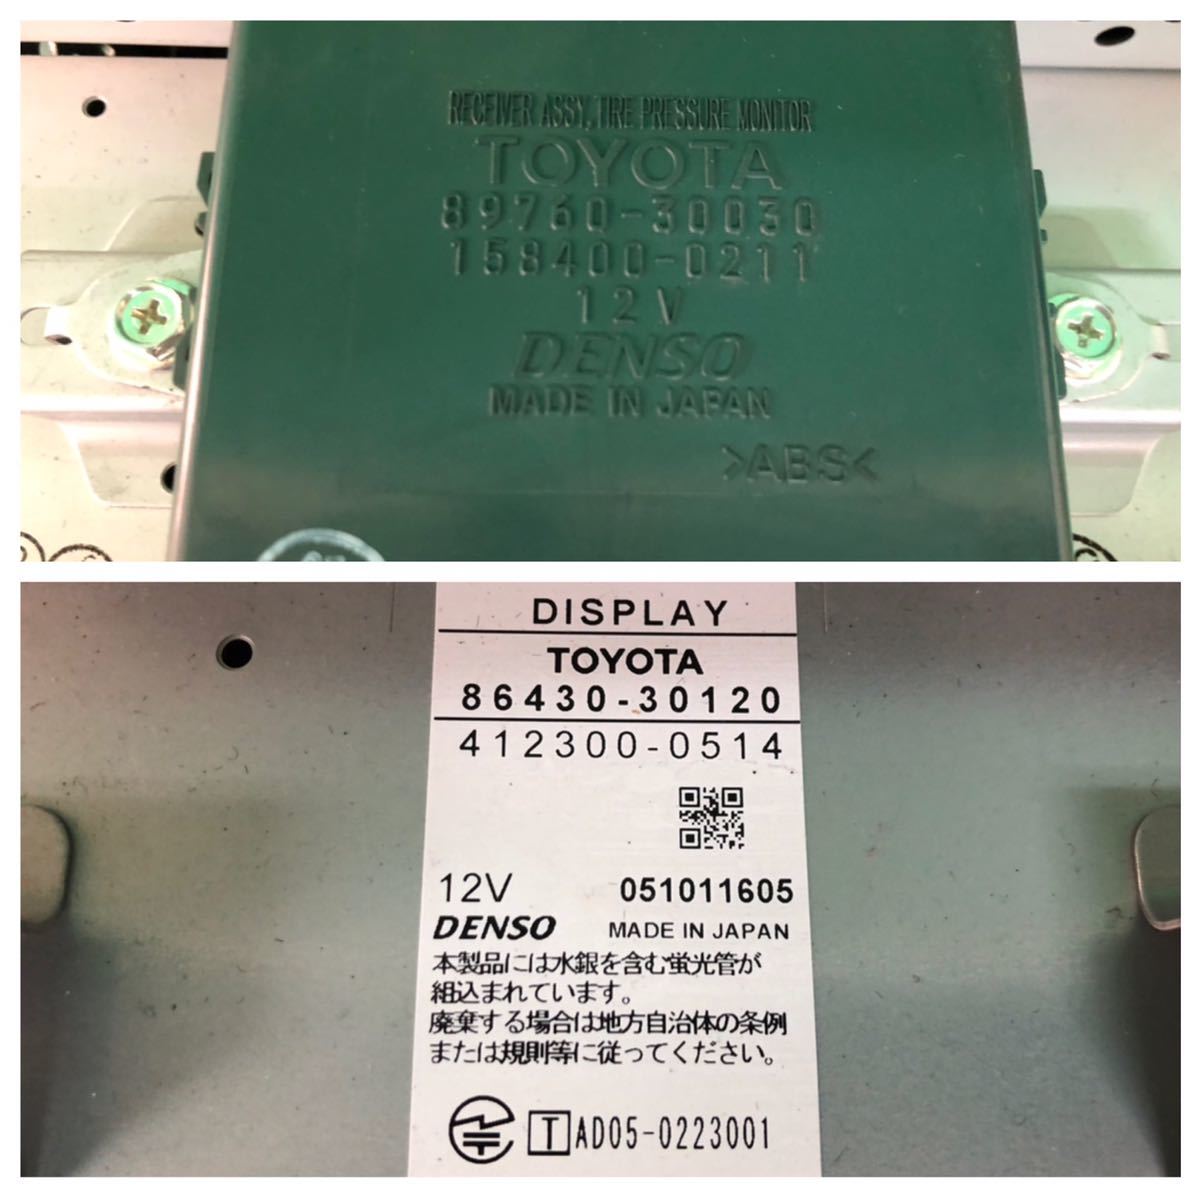 RECEIVER ASSY, TIRE PRESSURE MONITOR
TOYOTA
89760-30030
158400-0211
12V
DENSO
MADE IN JAPAN
>ABS<
DISPLAY
TOYOTA
86430-30120
412300-0514
12V 051011605
DENSO MADE IN JAPAN
本製品には水銀を含む蛍光管が
組込まれています。
廃棄する場合は地方自治体の条例
または規則等に従ってください。
T AD05-0223001